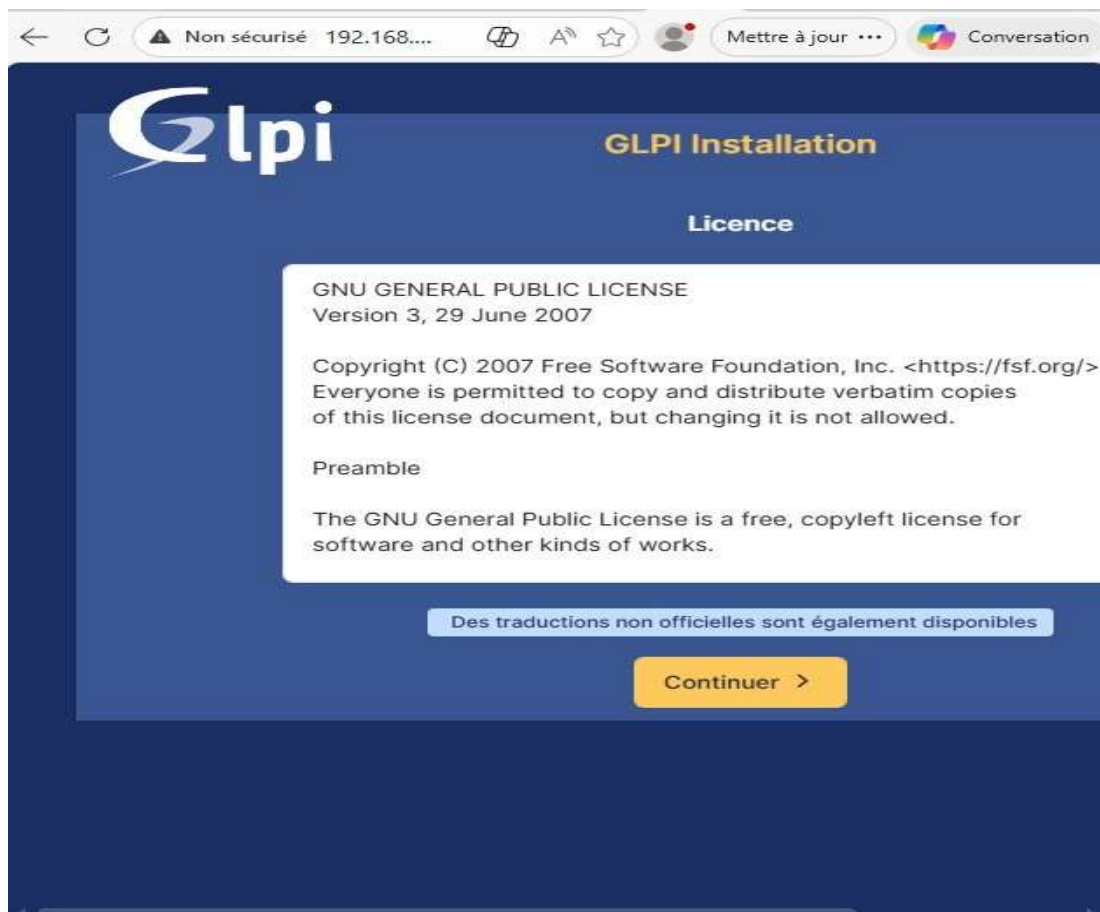 Non sécurisé 192.168.... Mettre à jour ... Conversation
Glpi
GLPI Installation
Licence
GNU GENERAL PUBLIC LICENSE
Version 3, 29 June 2007
Copyright (C) 2007 Free Software Foundation, Inc. <https://fsf.org/>
Everyone is permitted to copy and distribute verbatim copies
of this license document, but changing it is not allowed.
Preamble
The GNU General Public License is a free, copyleft license for
software and other kinds of works.
Des traductions non officielles sont également disponibles
Continuer >